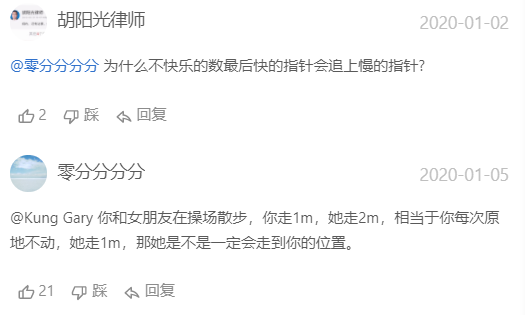 胡阳光律师
2020-01-02
@零分分分分 为什么不快乐的数最后快的指针会追上慢的指针?
2 踩 回复
零分分分分
2020-01-05
@Kung Gary 你和女朋友在操场散步，你走1m，她走2m，相当于你每次原
地不动，她走1m，那她是不是一定会走到你的位置。
21 踩 回复